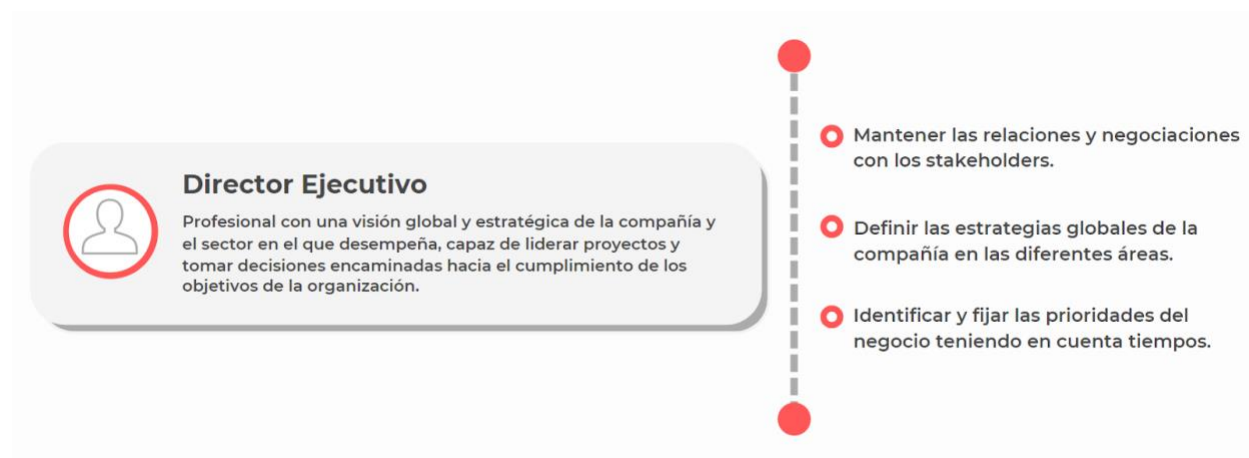 Director Ejecutivo
Profesional con una visión global y estratégica de la compañía y
el sector en el que desempeña, capaz de liderar proyectos y
tomar decisiones encaminadas hacia el cumplimiento de los
objetivos de la organización.
Mantener las relaciones y negociaciones
con los stakeholders.
Definir las estrategias globales de la
compañía en las diferentes áreas.
Identificar y fijar las prioridades del
negocio teniendo en cuenta tiempos.